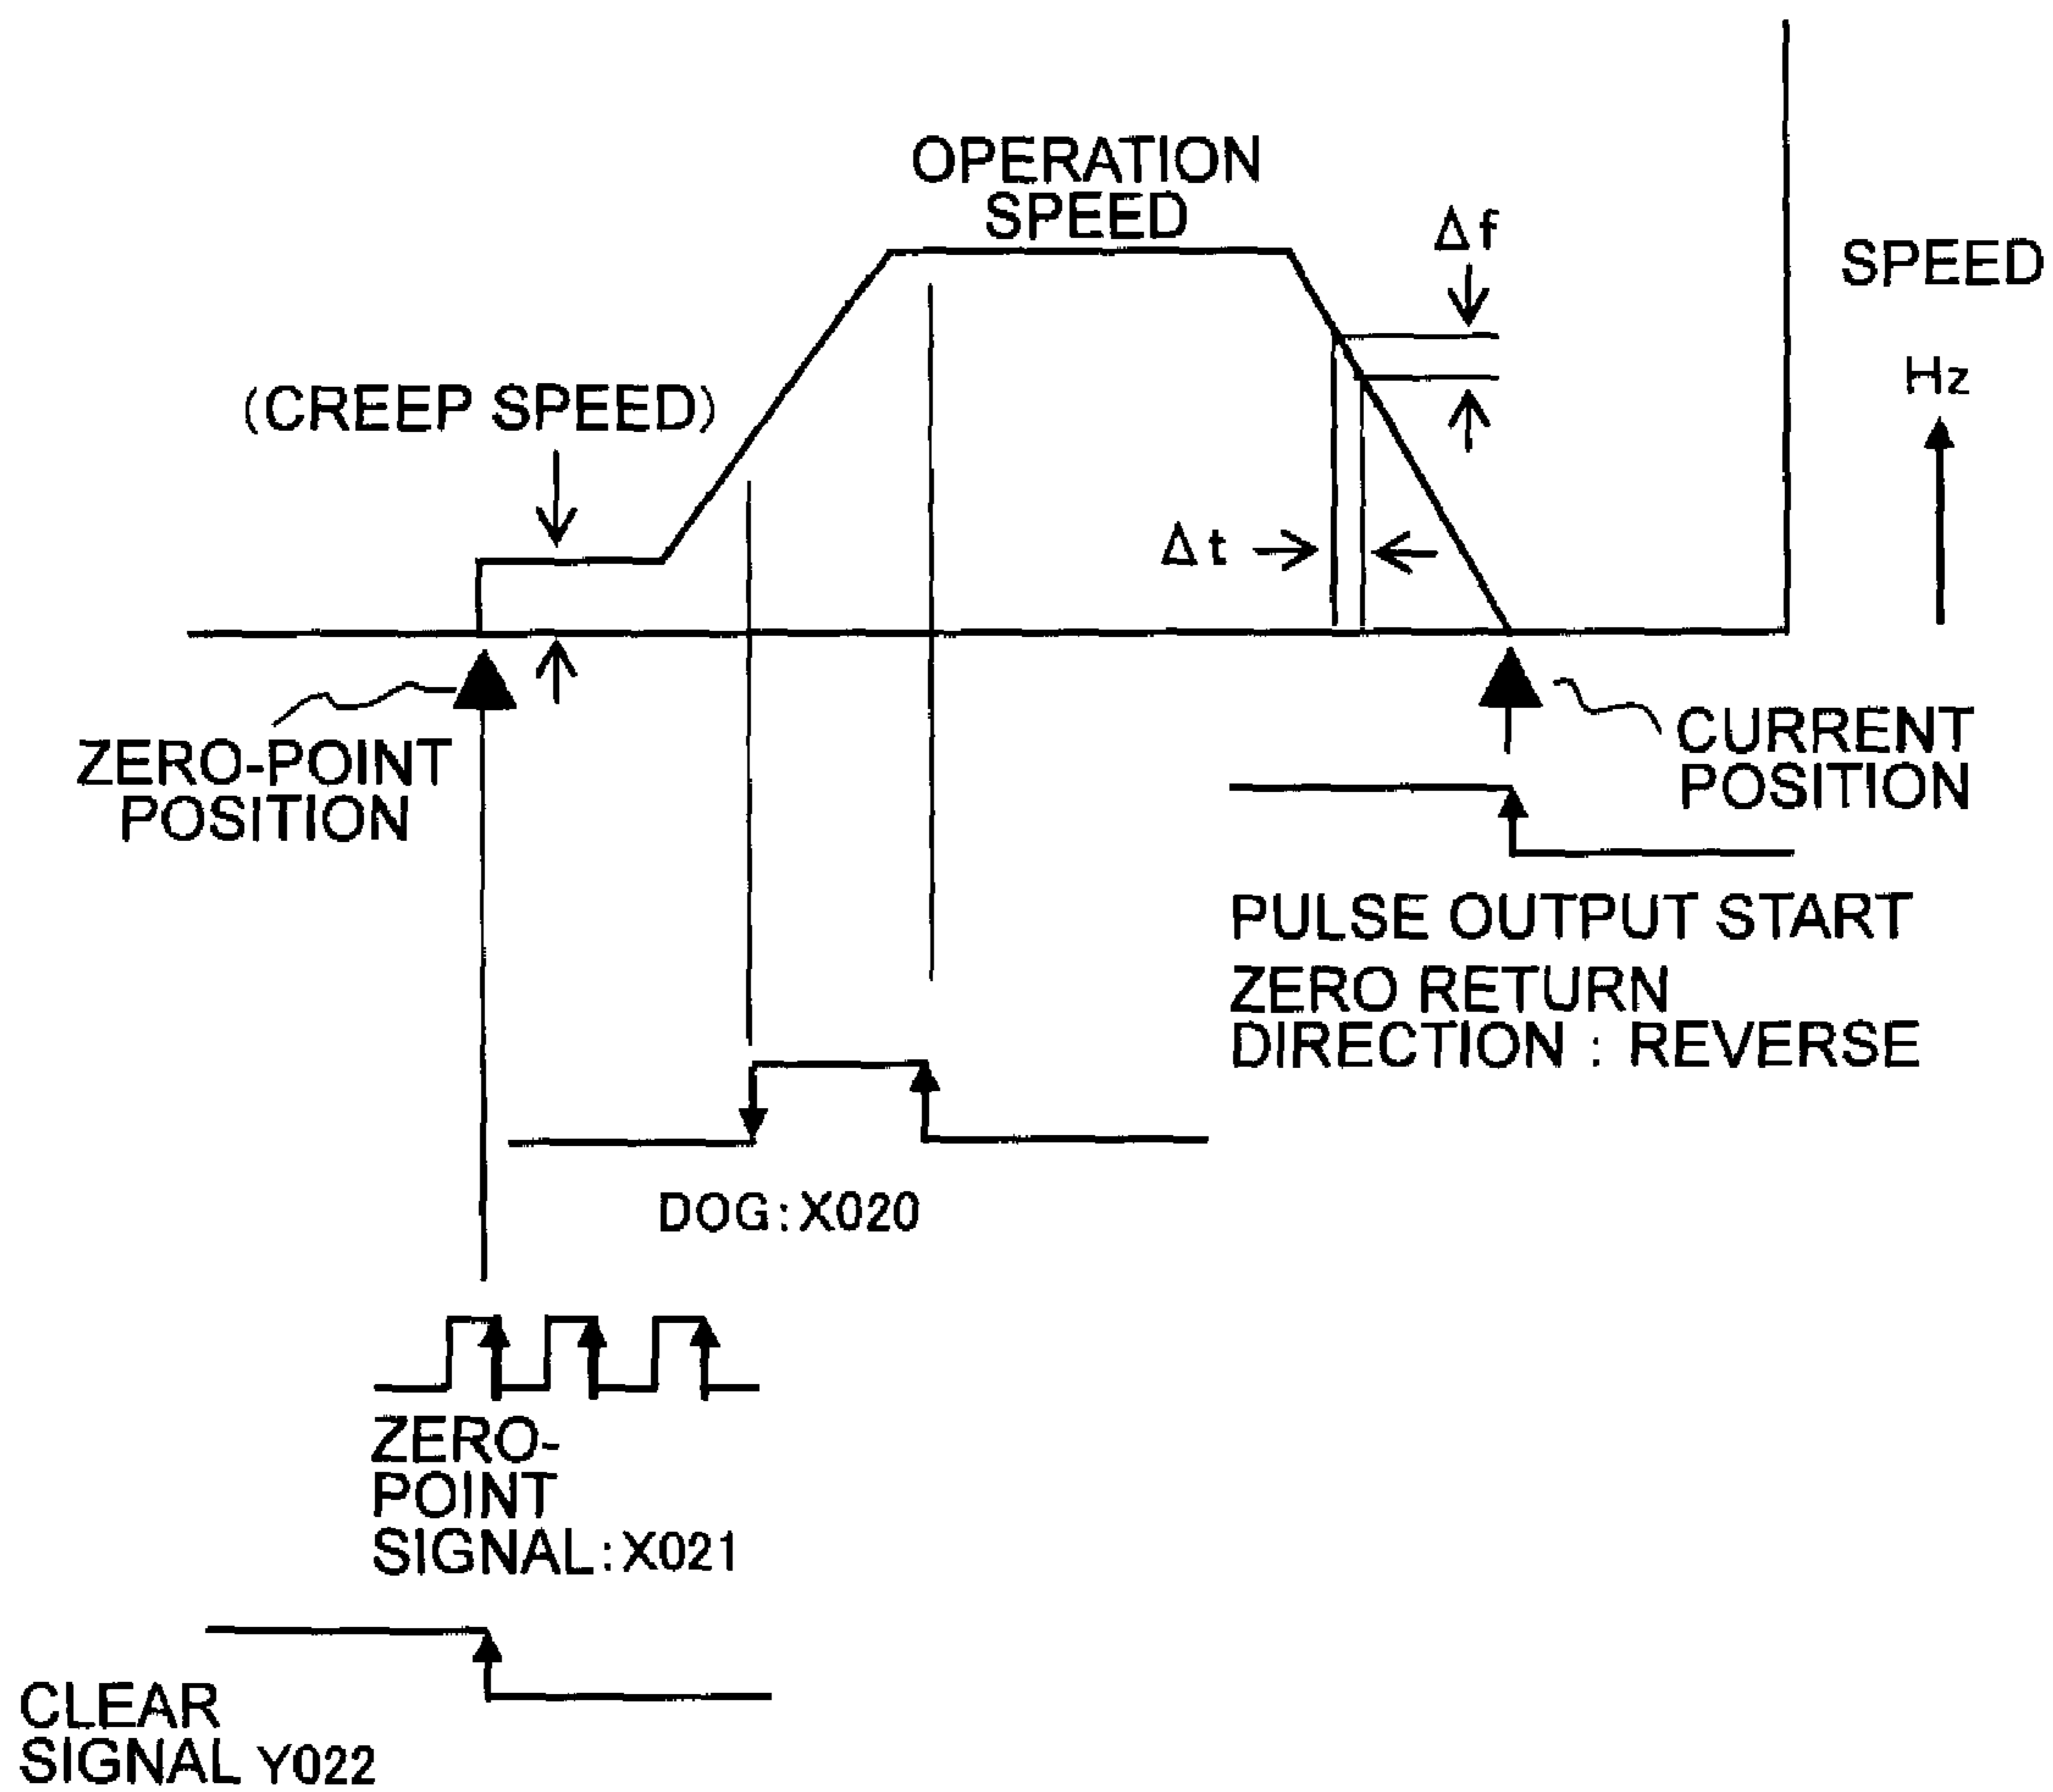 OPERATION
SPEED
Δf
SPEED
Hz
(CREEP SPEED)
Δt
ZERO-POINT
POSITION
CURRENT
POSITION
PULSE OUTPUT START
ZERO RETURN
DIRECTION : REVERSE
DOG:X020
ZERO-
POINT
SIGNAL:X021
CLEAR
SIGNAL Y022